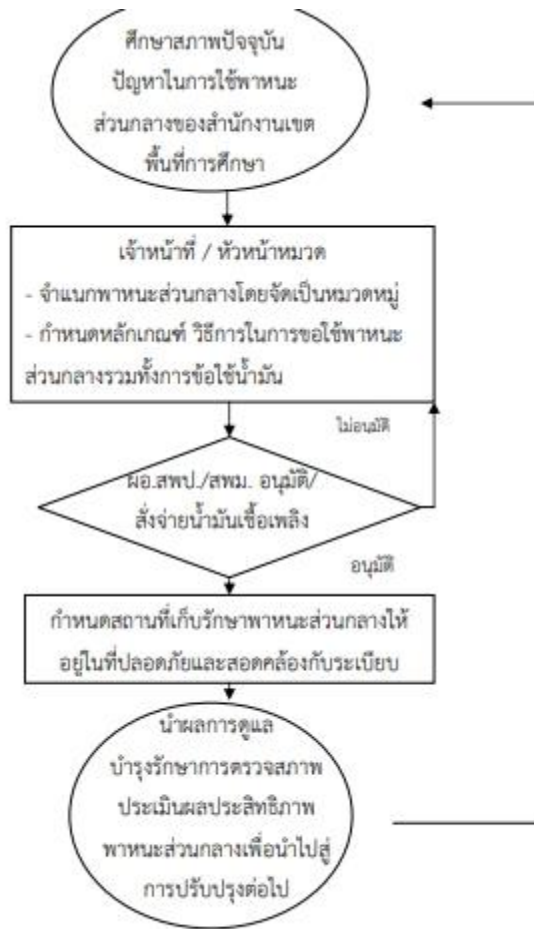 ศึกษาสภาพปัจจุบัน
ปัญหาในการใช้พาหนะ
ส่วนกลางของสำนักงานเขต
พื้นที่การศึกษา
เจ้าหน้าที่ / หัวหน้าหมวด
- จำแนกพาหนะส่วนกลางโดยจัดเป็นหมวดหมู่
- กำหนดหลักเกณฑ์ วิธีการในการขอใช้พาหนะ
ส่วนกลางรวมทั้งการข้อใช้น้ำมัน
ไม่อนุมัติ
ผอ.สพป./สพม. อนุมัติ/
สั่งจ่ายน้ำมันเชื้อเพลิง
อนุมัติ
กำหนดสถานที่เก็บรักษาพาหนะส่วนกลางให้
อยู่ในที่ปลอดภัยและสอดคล้องกับระเบียบ
นำผลการดูแล
บำรุงรักษาการตรวจสภาพ
ประเมินผลประสิทธิภาพ
พาหนะส่วนกลางเพื่อนำไปสู่
การปรับปรุงต่อไป